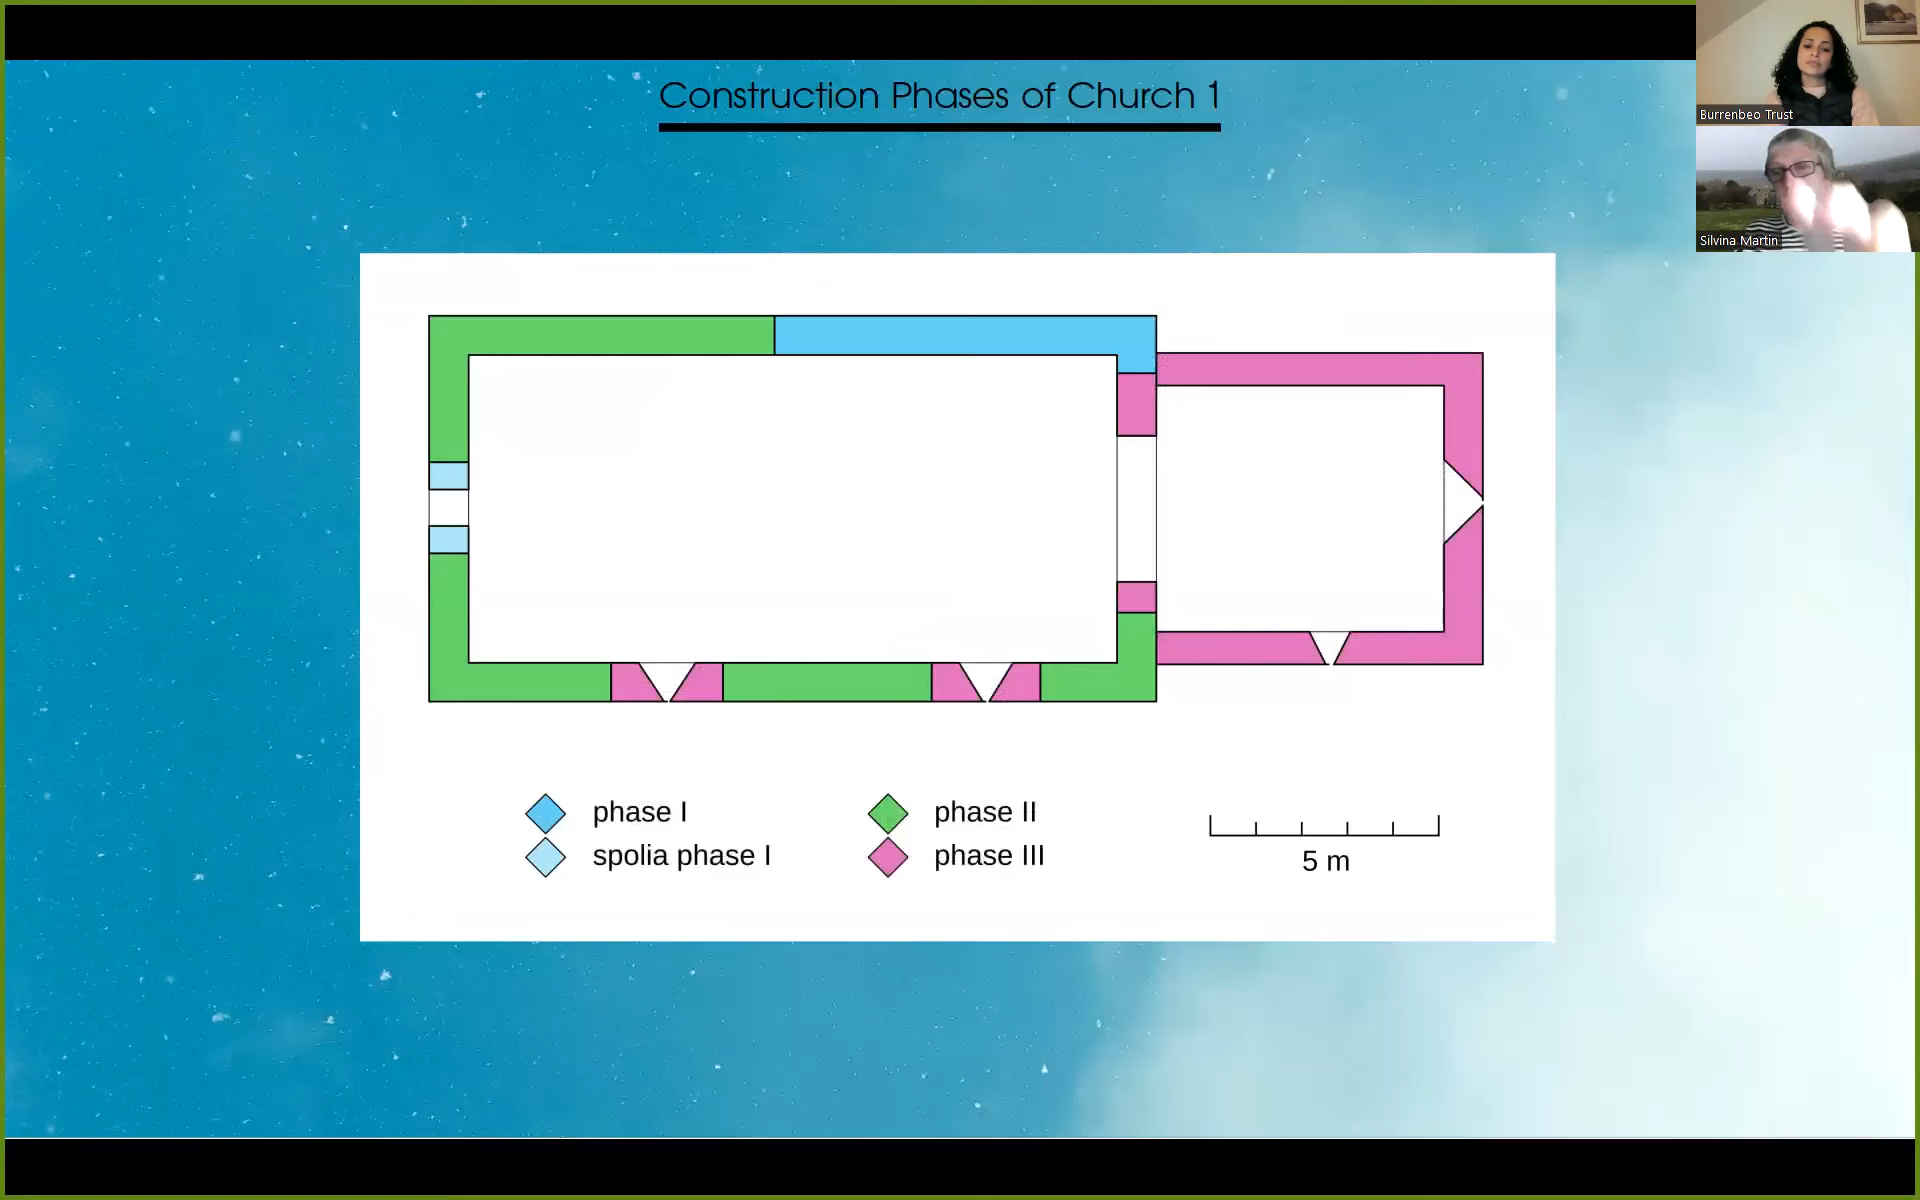 Construction Phases of Church 1
Burrenbeo Trust
Silvina Martin
phase I
phase II
spolia phase I
phase III
5 m